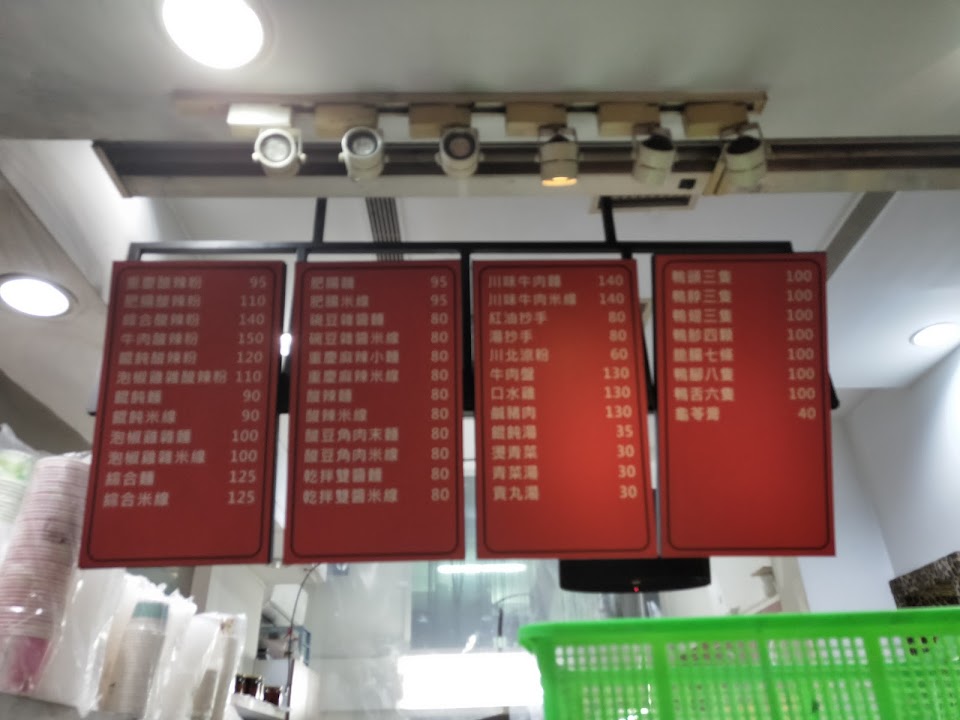 重慶酸辣粉 95
肥腸酸辣粉 110
綜合酸辣粉 140
牛肉酸辣粉 150
餛飩酸辣粉 120
泡椒雞雜酸辣粉 110
餛飩麵 90
餛飩米線 90
泡椒雞雜麵 100
泡椒雞雜米線 100
綜合麵 125
綜合米線 125
肥腸麵 95
肥腸米線 95
碗豆雜醬麵 80
碗豆雜醬米線 80
重慶麻辣小麵 80
重慶麻辣米線 80
酸辣麵 80
酸辣米線 80
酸豆角肉末麵 80
酸豆角肉末米線 80
乾拌雙醬麵 80
乾拌雙醬米線 80
川味牛肉麵 140
川味牛肉米線 140
紅油抄手 80
湯抄手 80
川北涼粉 60
牛肉盤 130
口水雞 130
鹹豬肉 130
餛飩湯 35
燙青菜 30
青菜湯 30
貢丸湯 30
鴨頭三隻 100
鴨脖三隻 100
鴨翅三隻 100
鴨胗四顆 100
鴨腸七條 100
鴨腳八隻 100
鴨舌六隻 100
龜苓膏 40